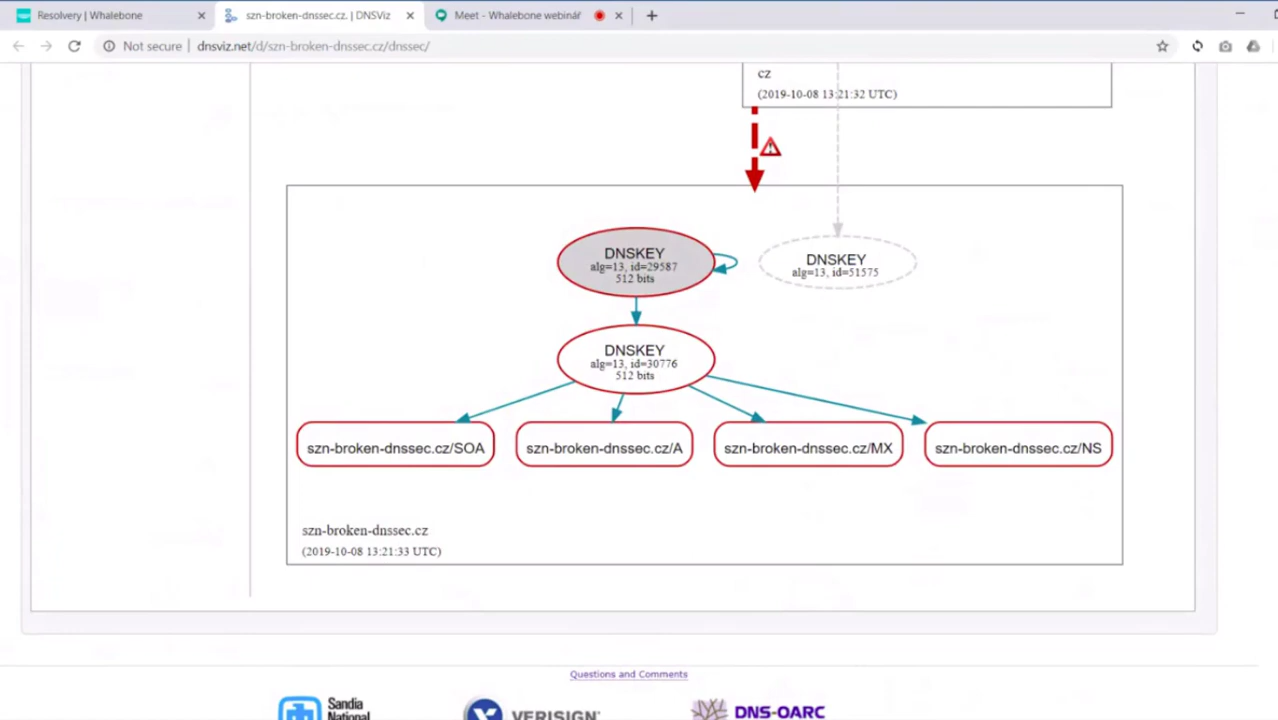 Resolvery | Whalebone
szn-broken-dnssec.cz. | DNSViz
Meet - Whalebone webinář
Not secure
dnsviz.net/d/szn-broken-dnssec.cz/dnssec/
cz
(2019-10-08 13:21:32 UTC)
DNSKEY
alg=13, id=29587
512 bits
DNSKEY
alg=13, id=51575
DNSKEY
alg=13, id=30776
512 bits
szn-broken-dnssec.cz/SOA
szn-broken-dnssec.cz/A
szn-broken-dnssec.cz/MX
szn-broken-dnssec.cz/NS
szn-broken-dnssec.cz
(2019-10-08 13:21:33 UTC)
Questions and Comments
Sandia
National
VERISIGN
DNS-OARC